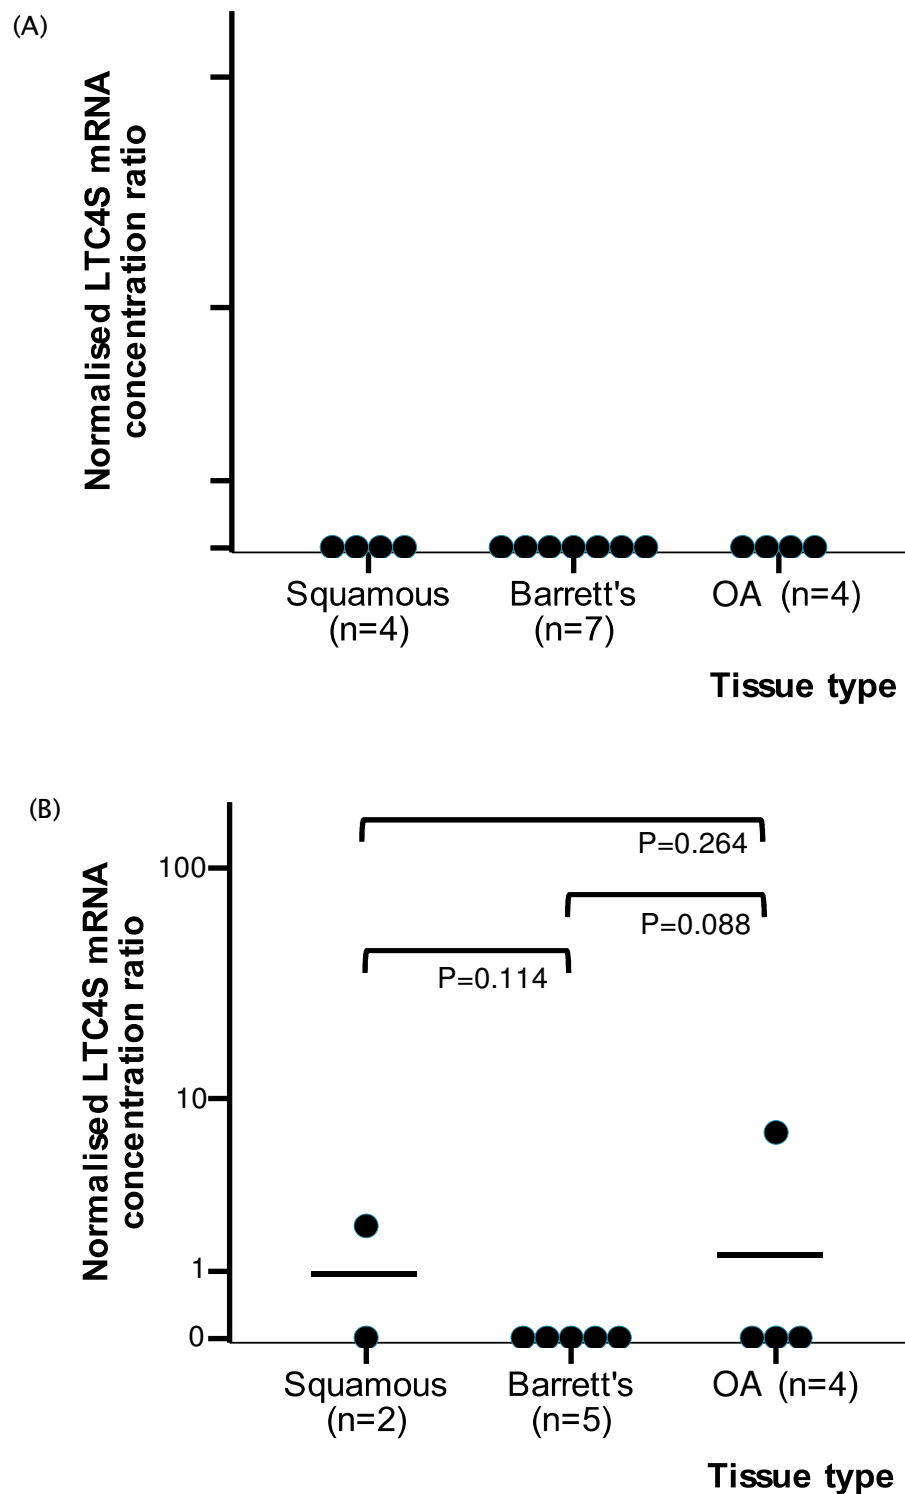 (A)
Normalised LTC4S mRNA
concentration ratio
Squamous
(n=4)
Barrett's
(n=7)
OA (n=4)
Tissue type
(B)
Normalised LTC4S mRNA
concentration ratio
100
10
1
0
P=0.264
P=0.088
P=0.114
Squamous
(n=2)
Barrett's
(n=5)
OA (n=4)
Tissue type